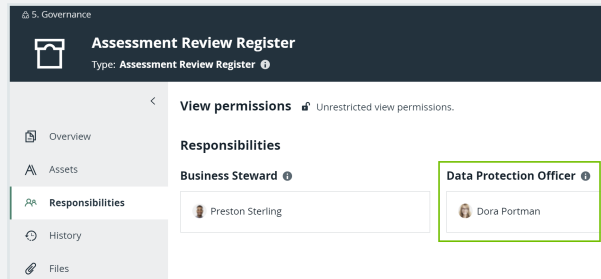 5. Governance
Assessment Review Register
Type: Assessment Review Register
View permissions Unrestricted view permissions.
Overview
Assets
Responsibilities
History
Files
Responsibilities
Business Steward
Preston Sterling
Data Protection Officer
Dora Portman